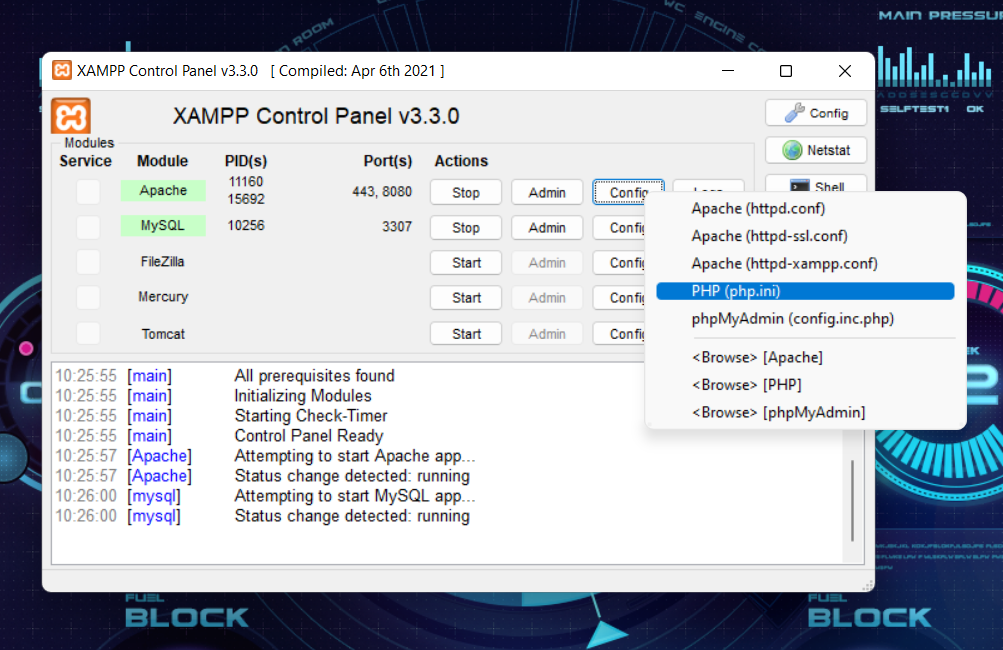 MAIN PRESSU
ROOM
WC ENGINE CO
XAMPP Control Panel v3.3.0 [ Compiled: Apr 6th 2021 ]
SELFTEST1 OK
XAMPP Control Panel v3.3.0
Config
Modules
Service Module PID(s) Port(s) Actions
Netstat
Apache 11160 15692 443, 8080 Stop Admin Config Logs
Shell
MySQL 10256 3307 Stop Admin Config
FileZilla Start Admin Config
Mercury Start Admin Config
Tomcat Start Admin Config
Apache (httpd.conf)
Apache (httpd-ssl.conf)
Apache (httpd-xampp.conf)
PHP (php.ini)
phpMyAdmin (config.inc.php)
<Browse> [Apache]
<Browse> [PHP]
<Browse> [phpMyAdmin]
10:25:55 [main] All prerequisites found
10:25:55 [main] Initializing Modules
10:25:55 [main] Starting Check-Timer
10:25:55 [main] Control Panel Ready
10:25:57 [Apache] Attempting to start Apache app...
10:25:57 [Apache] Status change detected: running
10:26:00 [mysql] Attempting to start MySQL app...
10:26:00 [mysql] Status change detected: running
FUEL
BLOCK
FUEL
BLOCK